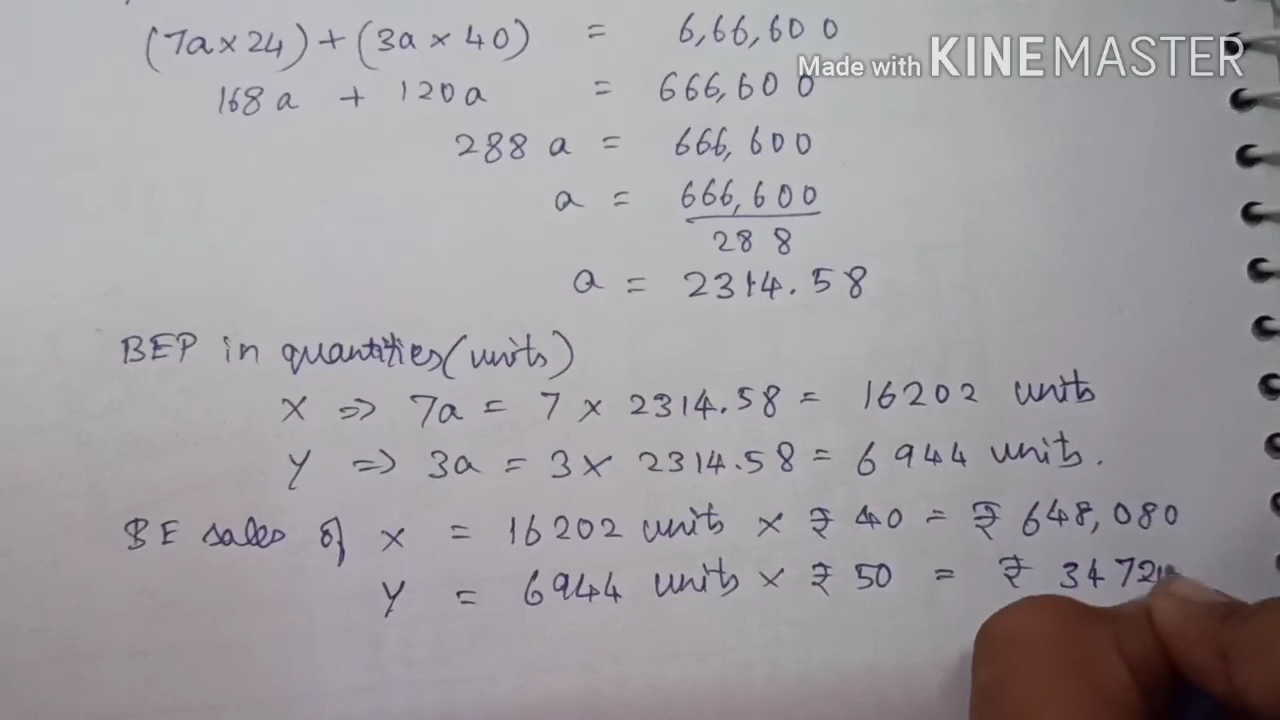 (7a×24)+(3a×40) = 6,66,600
Made with KINEMASTER
168a + 120a = 666,600
288 a = 666,600
a = 666,600
288
a = 2314.58
BEP in quantities(units)
X ⇒ 7a = 7 × 2314.58 = 16202 units
Y ⇒ 3a = 3× 2314.58 = 6944 units.
BE sales of X = 16202 units × ₹ 40 = ₹ 648,080
Y = 6944 units × ₹ 50 = ₹ 3472